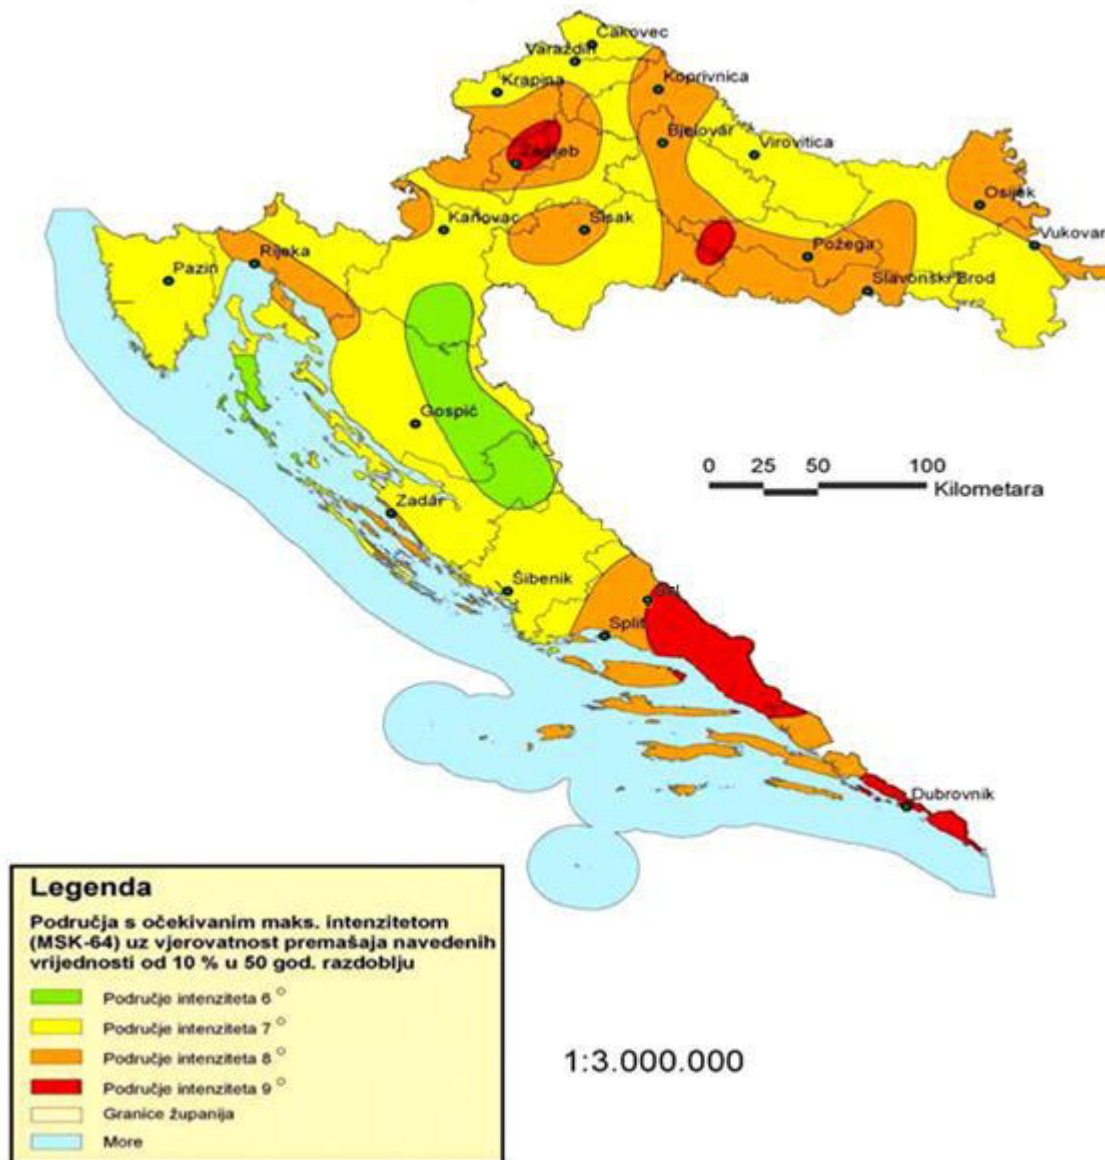 Čakovec
Varaždin
Krapina
Koprivnica
Bjelovar
Virovitica
Zagreb
Osijek
Karlovac
Sisak
Vukovar
Rijeka
Požega
Pazin
Slavonski Brod
Gospić
0 25 50 100
Kilometara
Zadar
Šibenik
Split
Dubrovnik
Legenda
Područja s očekivanim maks. intenzitetom
(MSK-64) uz vjerovatnost premašaja navedenih
vrijednosti od 10 % u 50 god. razdoblju
Područje intenziteta 6 °
Područje intenziteta 7 °
Područje intenziteta 8 °
Područje intenziteta 9 °
Granice županija
More
1:3.000.000